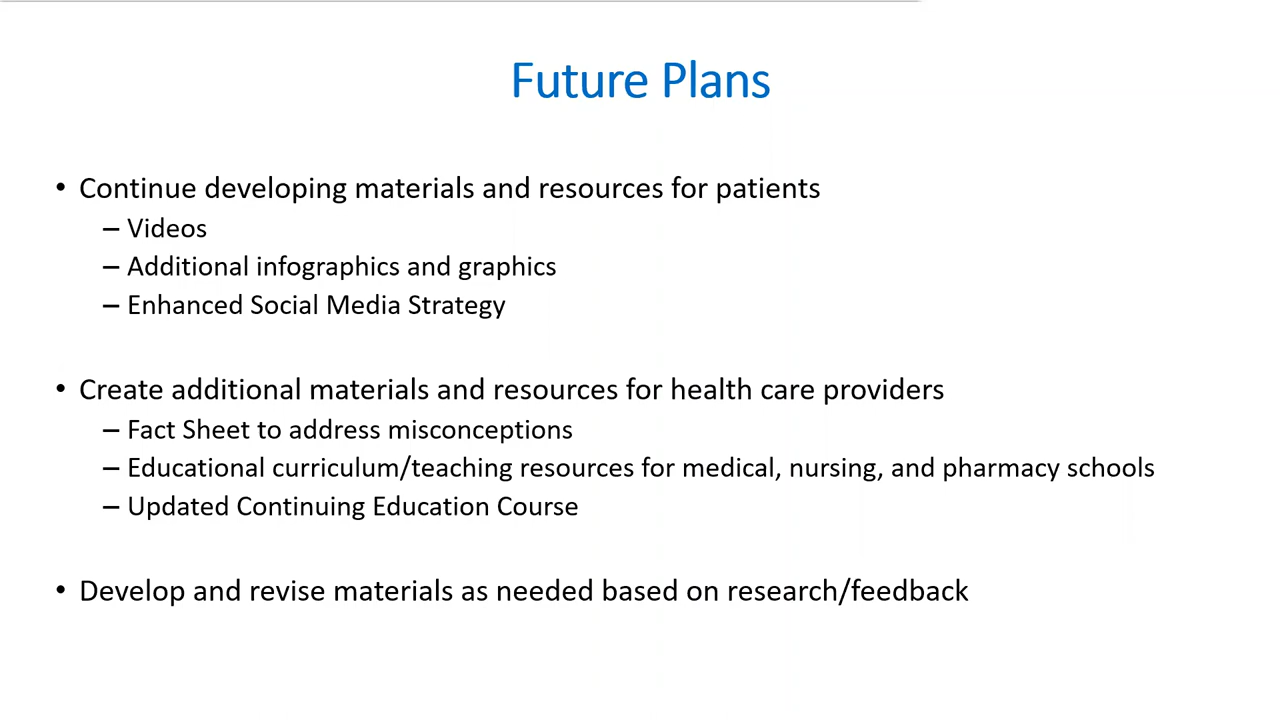 Future Plans
• Continue developing materials and resources for patients
– Videos
– Additional infographics and graphics
– Enhanced Social Media Strategy
• Create additional materials and resources for health care providers
– Fact Sheet to address misconceptions
– Educational curriculum/teaching resources for medical, nursing, and pharmacy schools
– Updated Continuing Education Course
• Develop and revise materials as needed based on research/feedback